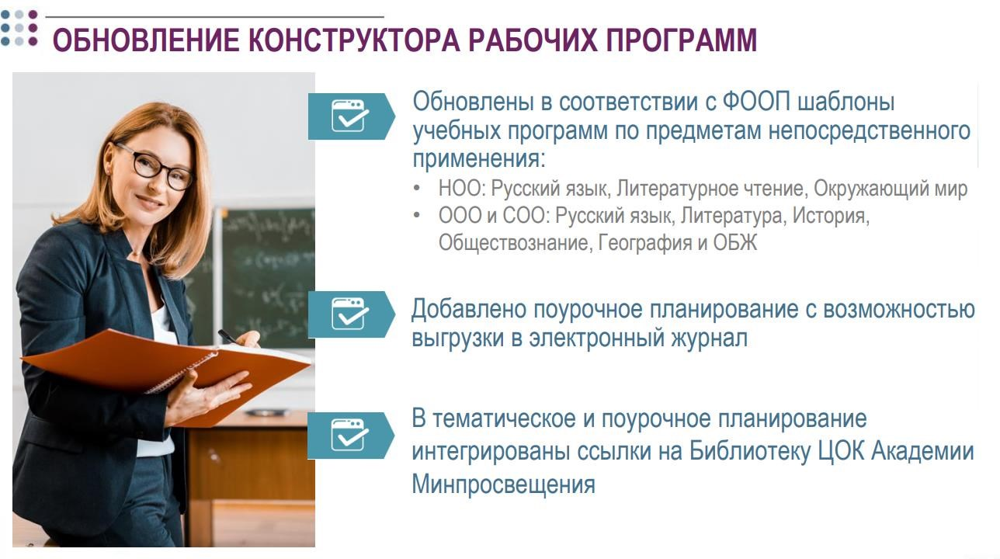 ОБНОВЛЕНИЕ КОНСТРУКТОРА РАБОЧИХ ПРОГРАММ
Обновлены в соответствии с ФООП шаблоны
учебных программ по предметам непосредственного
применения:
• НОО: Русский язык, Литературное чтение, Окружающий мир
• ООО и СОО: Русский язык, Литература, История,
Обществознание, География и ОБЖ
Добавлено поурочное планирование с возможностью
выгрузки в электронный журнал
В тематическое и поурочное планирование
интегрированы ссылки на Библиотеку ЦОК Академии
Минпросвещения